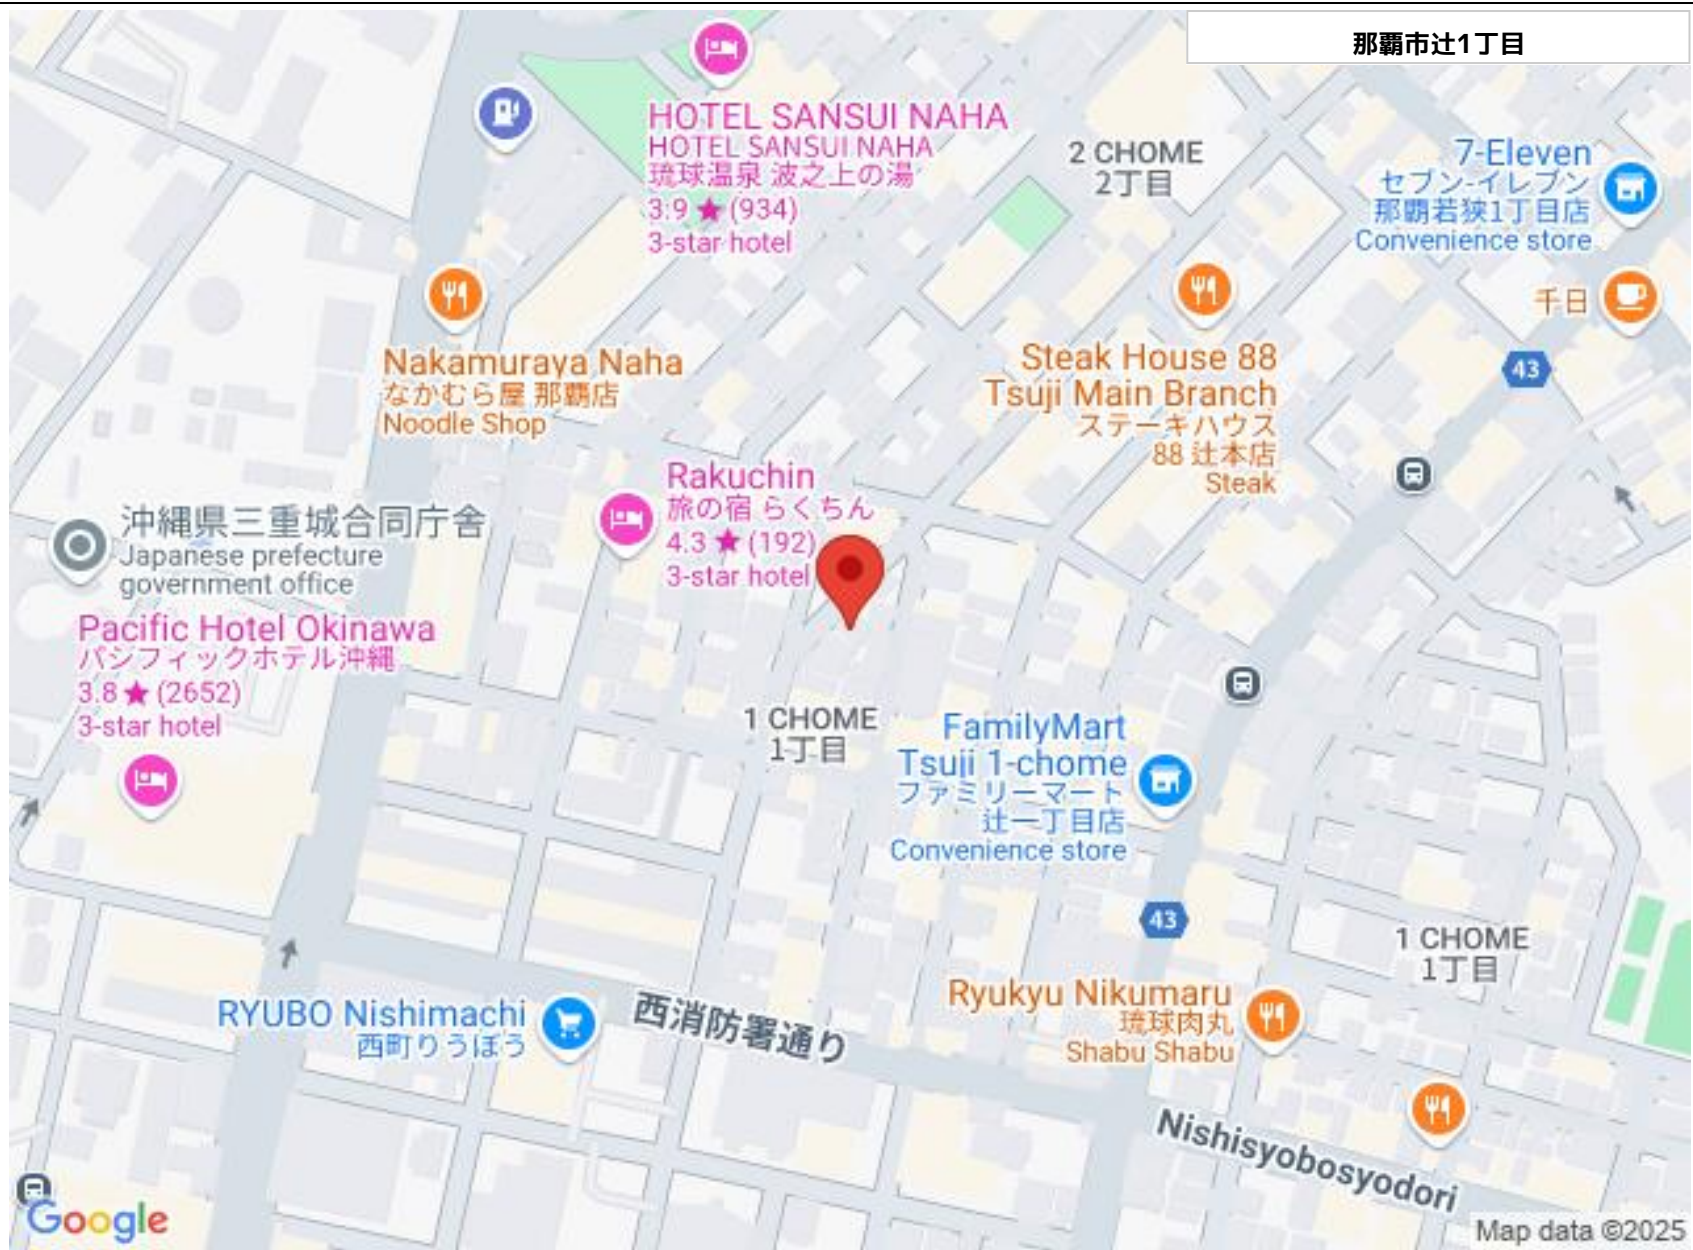 那覇市辻1丁目
HOTEL SANSUI NAHA
HOTEL SANSUI NAHA
琉球温泉 波之上の湯
3.9 ★ (934)
3-star hotel
2 CHOME
2丁目
7-Eleven
セブン-イレブン
那覇若狭1丁目店
Convenience store
千日
43
Nakamuraya Naha
なかむら屋 那覇店
Noodle Shop
Steak House 88
Tsuji Main Branch
ステーキハウス
88 辻本店
Steak
Rakuchin
旅の宿 らくちん
4.3 ★ (192)
3-star hotel
沖縄県三重城合同庁舎
Japanese prefecture
government office
Pacific Hotel Okinawa
パシフィックホテル沖縄
3.8 ★ (2652)
3-star hotel
1 CHOME
1丁目
FamilyMart
Tsuji 1-chome
ファミリーマート
辻一丁目店
Convenience store
43
1 CHOME
1丁目
Ryukyu Nikumaru
琉球肉丸
Shabu Shabu
RYUBO Nishimachi
西町りうぼう
西消防署通り
Nishisyobosyodori
Google
Map data ©2025